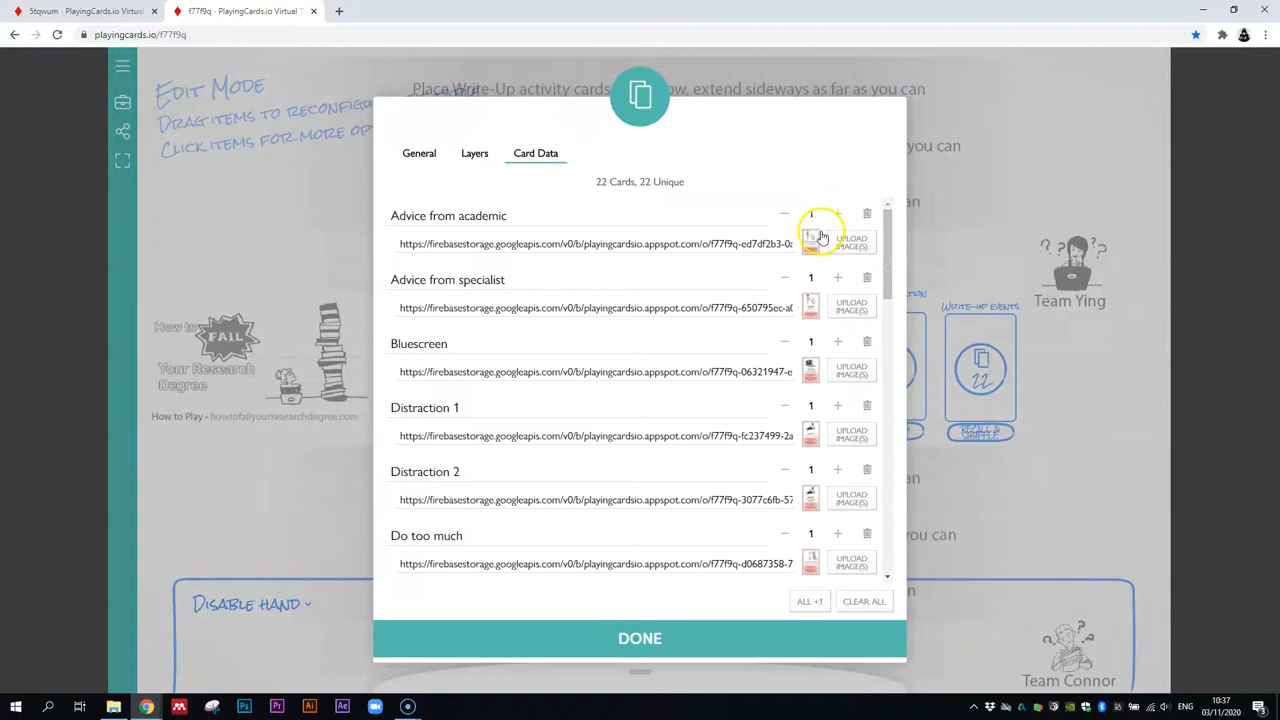 5tqwum - PlayingCards.io Virtual
f77f9q - PlayingCards.io Virtual T
playingcards.io/f77f9q
EDIT MODE
DRAG ITEMS TO RECONFIGU
CLICK ITEMS FOR MORE OP
Place Write-Up activity cards
w, extend sideways as far as you can
you can
General
Layers
Card Data
22 Cards, 22 Unique
Advice from academic
1
https://firebasestorage.googleapis.com/v0/b/playingcardsio.appspot.com/o/f77f9q-ed7df2b3-0a
UPLOAD IMAGE(S)
Advice from specialist
1
https://firebasestorage.googleapis.com/v0/b/playingcardsio.appspot.com/o/f77f9q-650795ec-a0
UPLOAD IMAGE(S)
Bluescreen
1
https://firebasestorage.googleapis.com/v0/b/playingcardsio.appspot.com/o/f77f9q-06321947-e
UPLOAD IMAGE(S)
Distraction 1
1
https://firebasestorage.googleapis.com/v0/b/playingcardsio.appspot.com/o/f77f9q-fc237499-2a
UPLOAD IMAGE(S)
Distraction 2
1
https://firebasestorage.googleapis.com/v0/b/playingcardsio.appspot.com/o/f77f9q-3077c6fb-57
UPLOAD IMAGE(S)
Do too much
1
https://firebasestorage.googleapis.com/v0/b/playingcardsio.appspot.com/o/f77f9q-d0687358-7
UPLOAD IMAGE(S)
ALL +1
CLEAR ALL
DONE
How to
FAIL
Your Research
Degree
How to Play - howtofailyourresearchdegree.com
Team Ying
WRITE-UP EVENTS
22
RECALL & SHUFFLE
you can
DISABLE HAND
Team Connor
ENG
10:37
03/11/2020